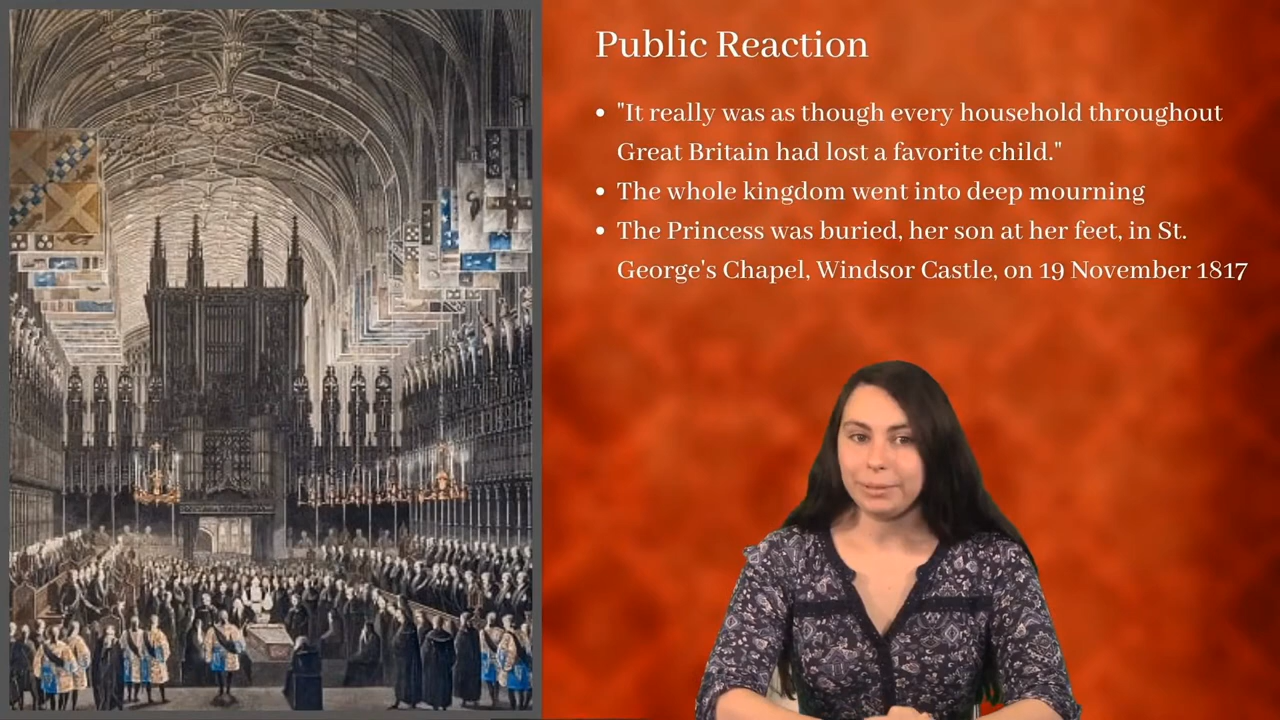 Public Reaction
• "It really was as though every household throughout
Great Britain had lost a favorite child."
• The whole kingdom went into deep mourning
• The Princess was buried, her son at her feet, in St.
George's Chapel, Windsor Castle, on 19 November 1817